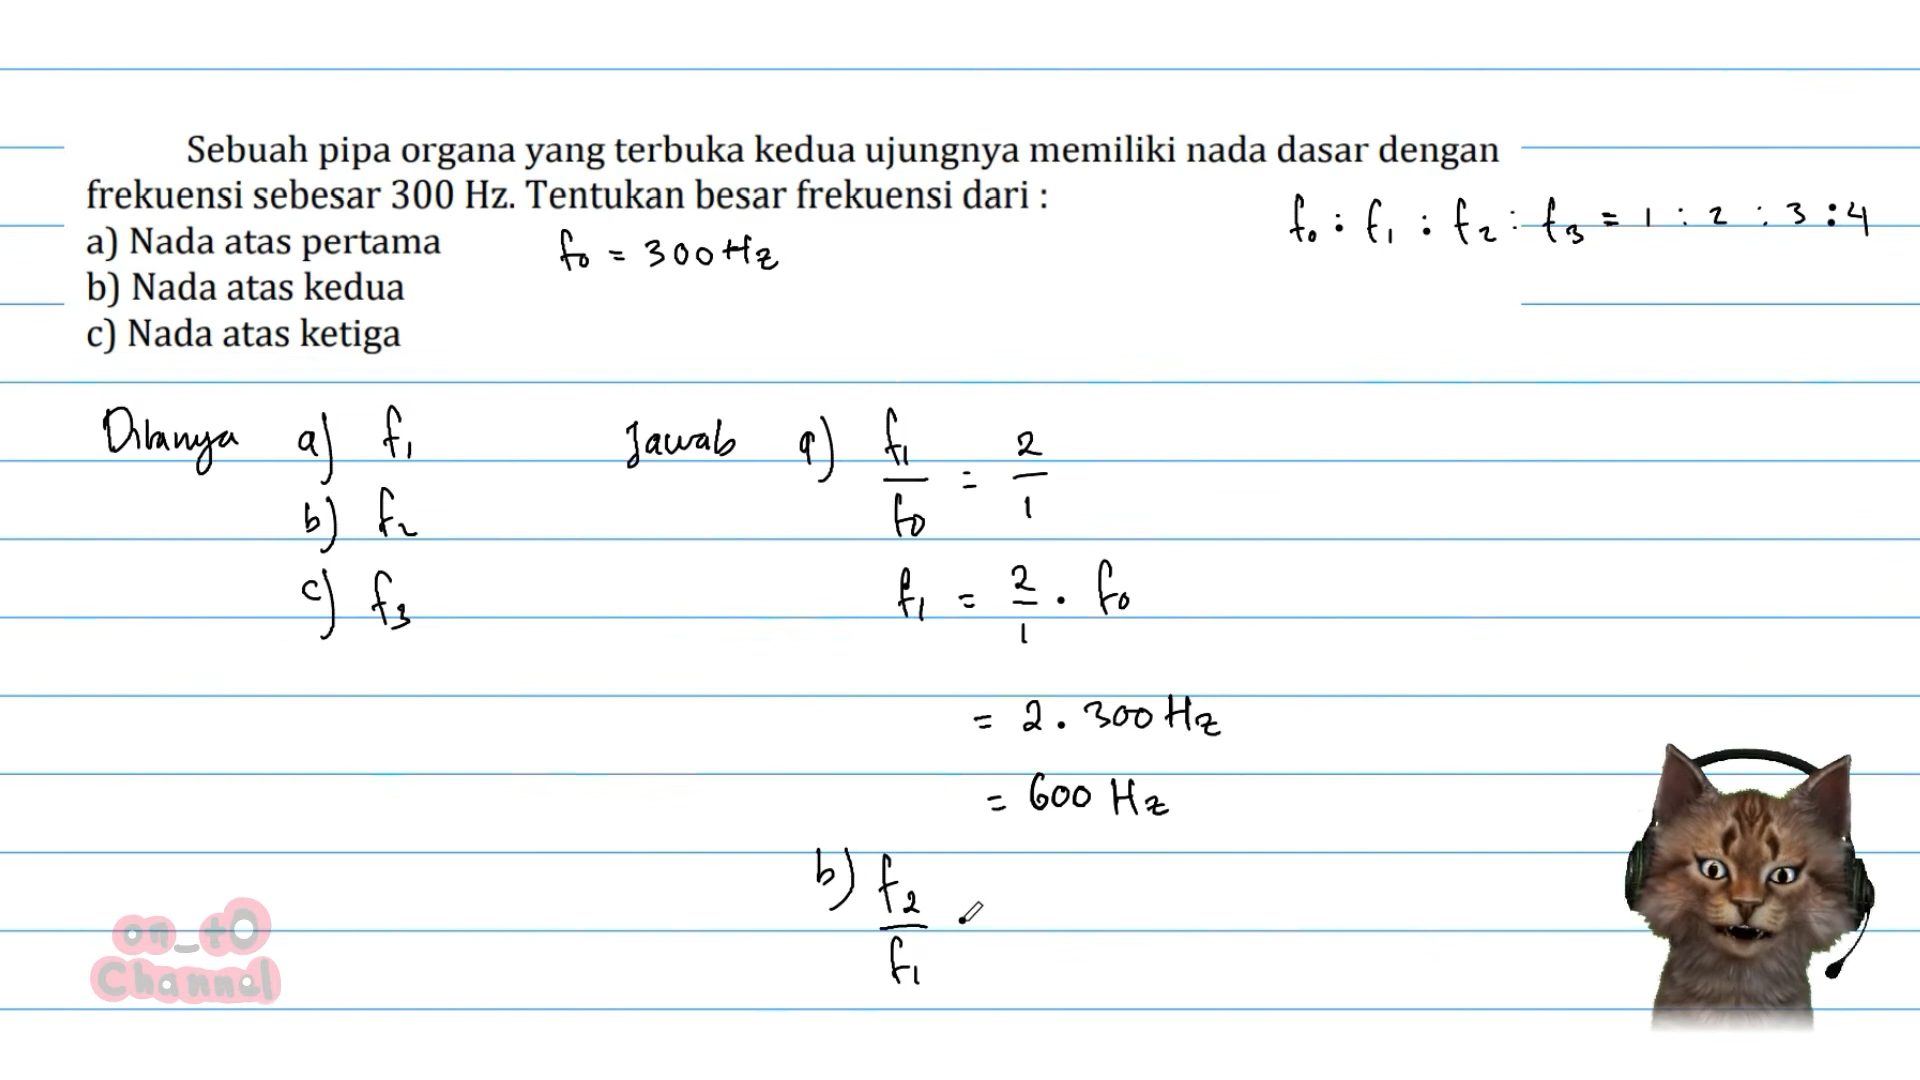 Sebuah pipa organa yang terbuka kedua ujungnya memiliki nada dasar dengan
frekuensi sebesar 300 Hz. Tentukan besar frekuensi dari :
a) Nada atas pertama
b) Nada atas kedua
c) Nada atas ketiga
f₀ = 300 Hz
f₀ : f₁ : f₂ : f₃ = 1 : 2 : 3 : 4
Ditanya a) f₁
b) f₂
c) f₃
Jawab a) f₁/f₀ = 2/1
f₁ = 2/1 . f₀
= 2 . 300 Hz
= 600 Hz
b) f₂/f₁
on_tO
Channel